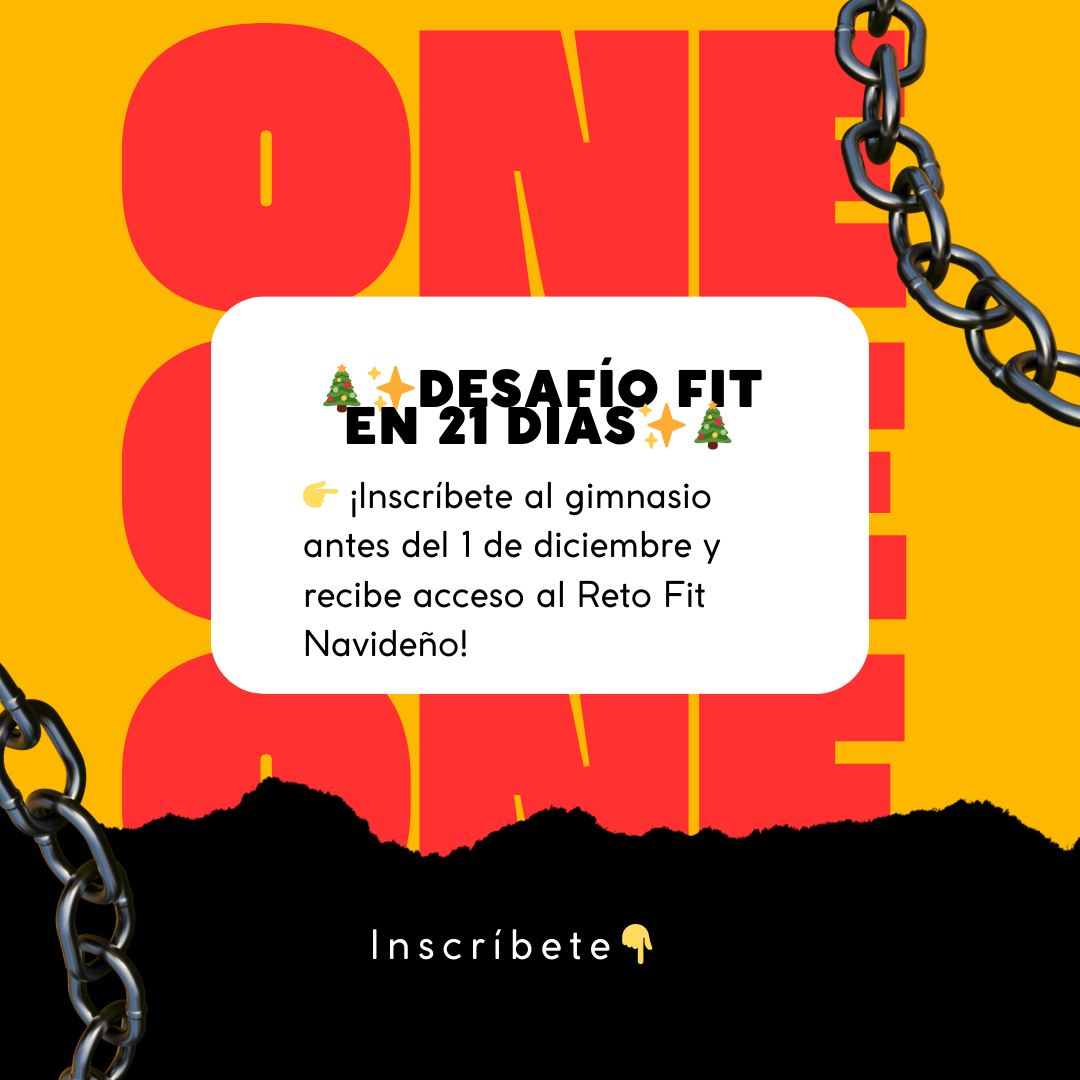 ONE
🎄✨DESAFÍO FIT
EN 21 DIAS✨🎄
👉 ¡Inscríbete al gimnasio
antes del 1 de diciembre y
recibe acceso al Reto Fit
Navideño!
ONE
Inscríbete👇